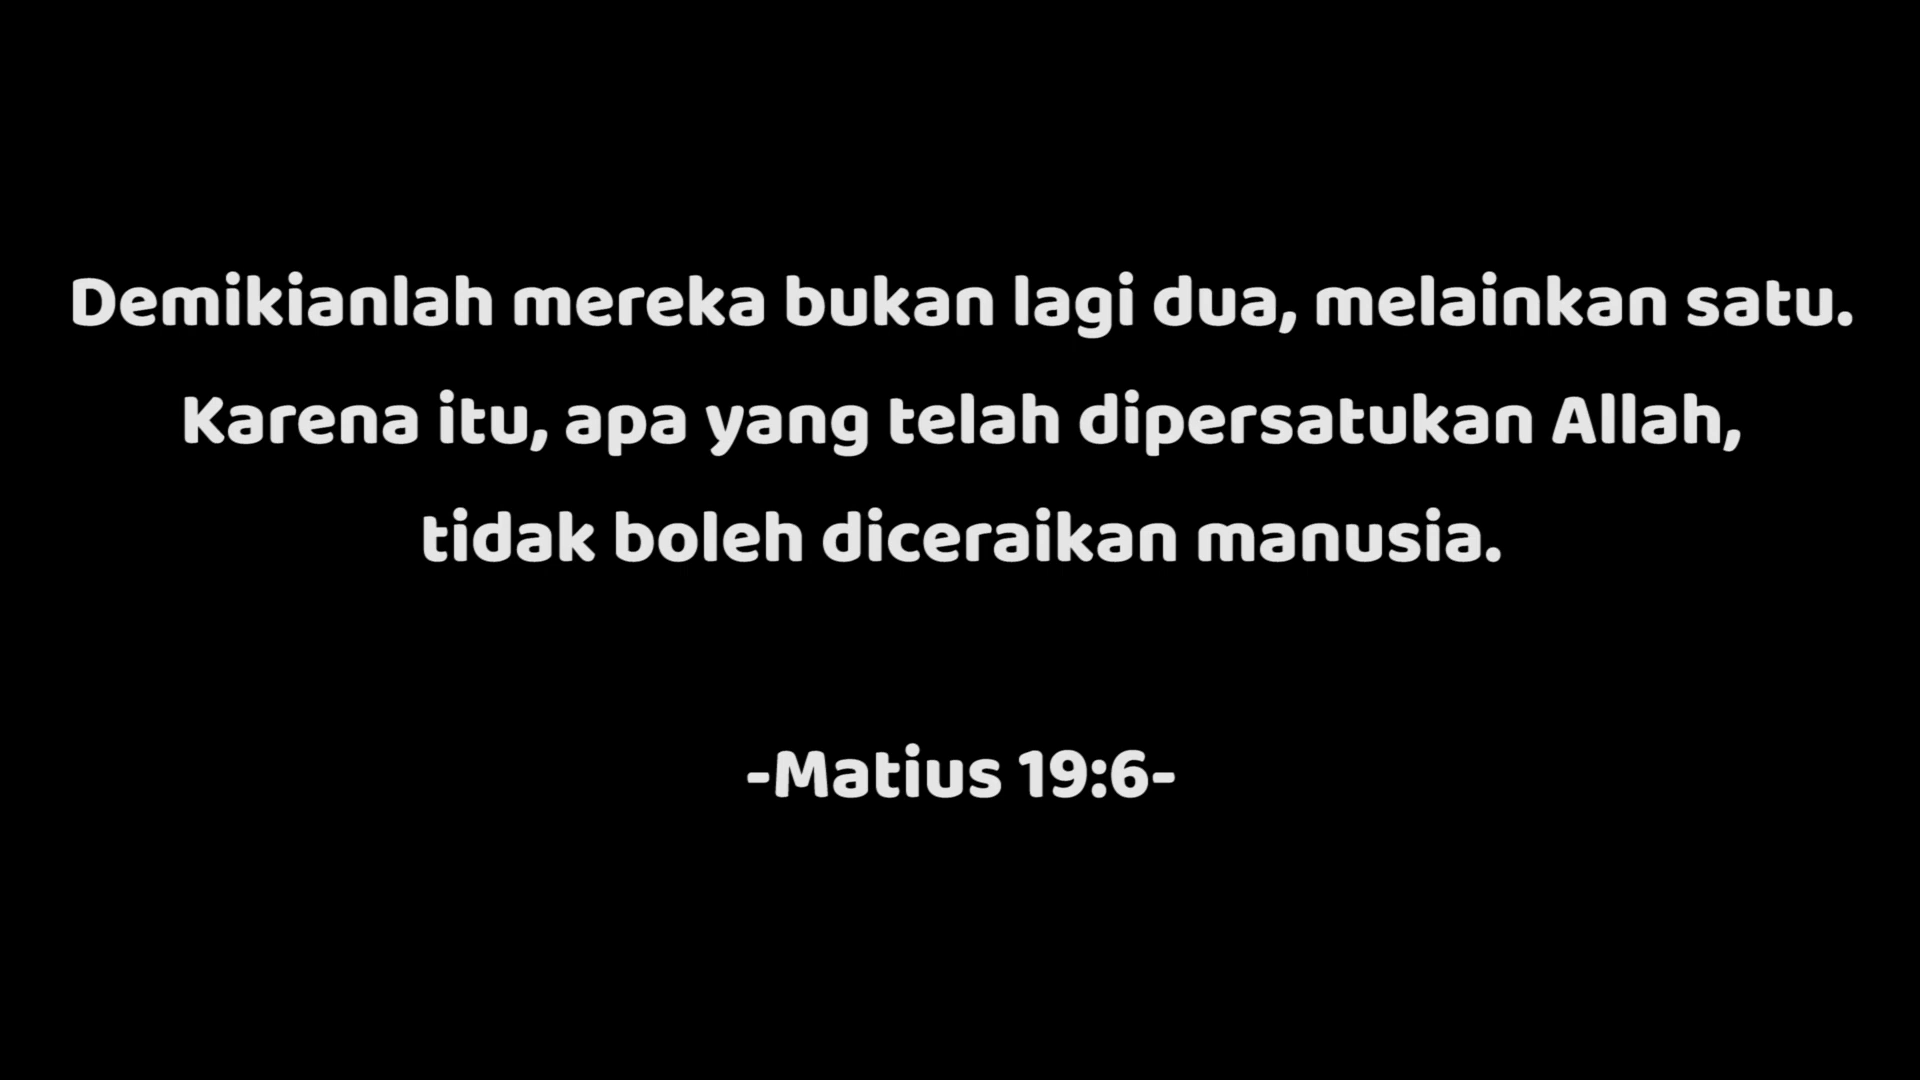 Demikianlah mereka bukan lagi dua, melainkan satu.
Karena itu, apa yang telah dipersatukan Allah,
tidak boleh diceraikan manusia.
-Matius 19:6-